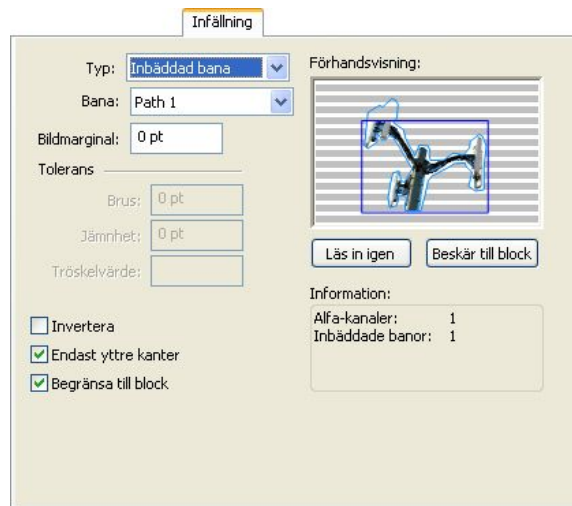 Infällning
Typ: Inbäddad bana
Bana: Path 1
Bildmarginal: 0 pt
Tolerans
Brus: 0 pt
Jämnhet: 0 pt
Tröskelvärde:
Invertera
Endast yttre kanter
Begränsa till block
Förhandsvisning:
Läs in igen
Beskär till block
Information:
Alfa-kanaler: 1
Inbäddade banor: 1